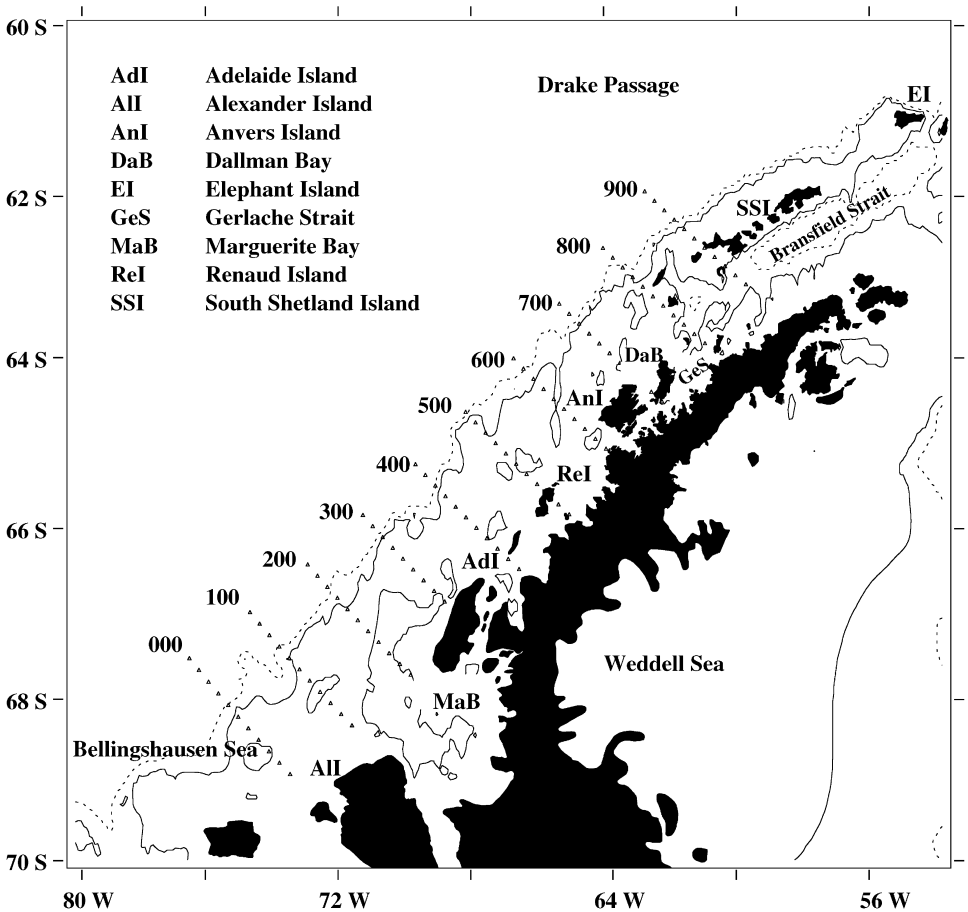 60 S
AdI Adelaide Island
AlI Alexander Island
AnI Anvers Island
DaB Dallman Bay
EI Elephant Island
GeS Gerlache Strait
MaB Marguerite Bay
ReI Renaud Island
SSI South Shetland Island
Drake Passage
EI
62 S
900
SSI
Bransfield Strait
800
700
64 S
600
DaB
GeS
500
AnI
400
ReI
66 S
300
200
AdI
100
000
Weddell Sea
68 S
MaB
Bellingshausen Sea
AlI
70 S
80 W
72 W
64 W
56 W